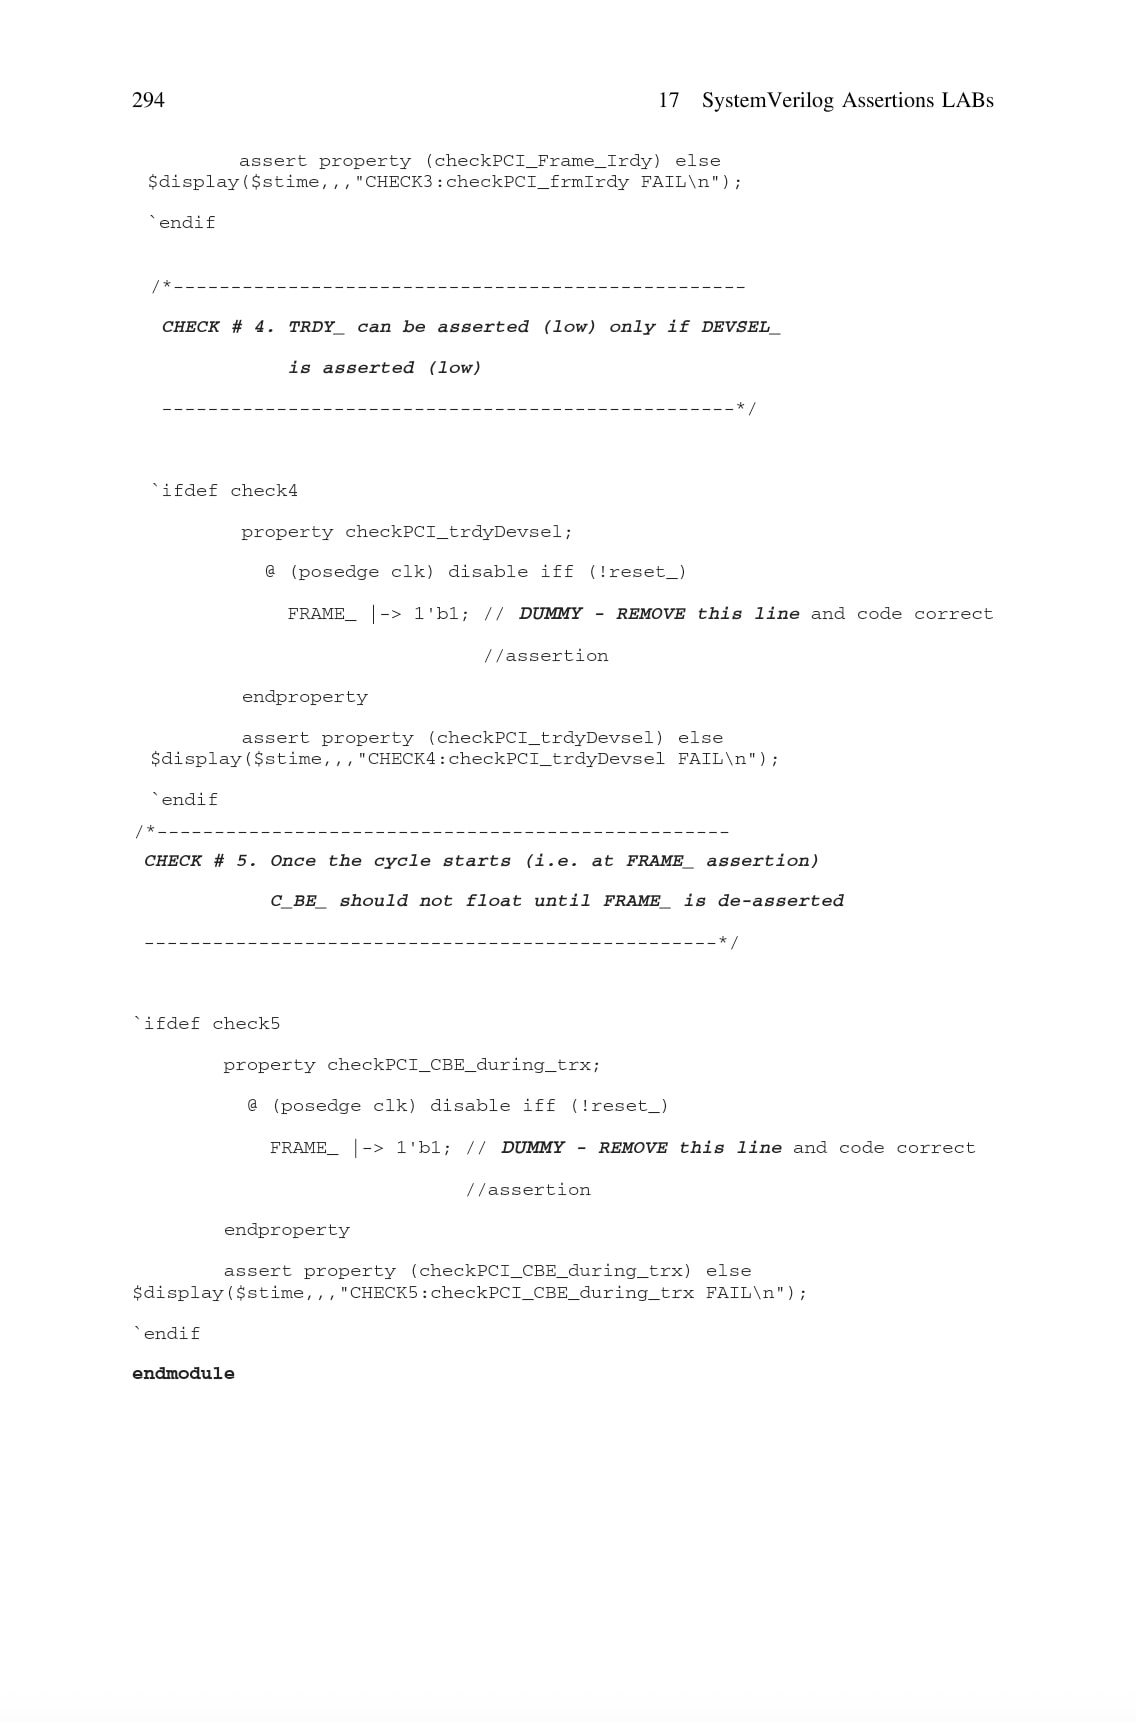 294 17 SystemVerilog Assertions LABs
assert property (checkPCI_Frame_Irdy) else
$display($stime,,,"CHECK3:checkPCI_frmIrdy FAIL\n");
`endif
/*--------------------------------------------------
CHECK # 4. TRDY_ can be asserted (low) only if DEVSEL_
is asserted (low)
--------------------------------------------------*/
`ifdef check4
property checkPCI_trdyDevsel;
@ (posedge clk) disable iff (!reset_)
FRAME_ |-> 1'b1; // DUMMY - REMOVE this line and code correct
//assertion
endproperty
assert property (checkPCI_trdyDevsel) else
$display($stime,,,"CHECK4:checkPCI_trdyDevsel FAIL\n");
`endif
/*--------------------------------------------------
CHECK # 5. Once the cycle starts (i.e. at FRAME_ assertion)
C_BE_ should not float until FRAME_ is de-asserted
--------------------------------------------------*/
`ifdef check5
property checkPCI_CBE_during_trx;
@ (posedge clk) disable iff (!reset_)
FRAME_ |-> 1'b1; // DUMMY - REMOVE this line and code correct
//assertion
endproperty
assert property (checkPCI_CBE_during_trx) else
$display($stime,,,"CHECK5:checkPCI_CBE_during_trx FAIL\n");
`endif
endmodule